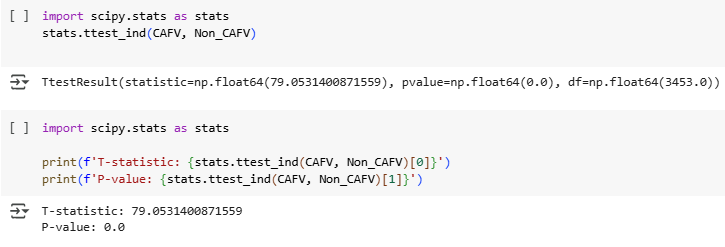 [ ] import scipy.stats as stats
stats.ttest_ind(CAFV, Non_CAFV)
TtestResult(statistic=np.float64(79.0531400871559), pvalue=np.float64(0.0), df=np.float64(3453.0))
[ ] import scipy.stats as stats
print(f'T-statistic: {stats.ttest_ind(CAFV, Non_CAFV)[0]}')
print(f'P-value: {stats.ttest_ind(CAFV, Non_CAFV)[1]}')
T-statistic: 79.0531400871559
P-value: 0.0